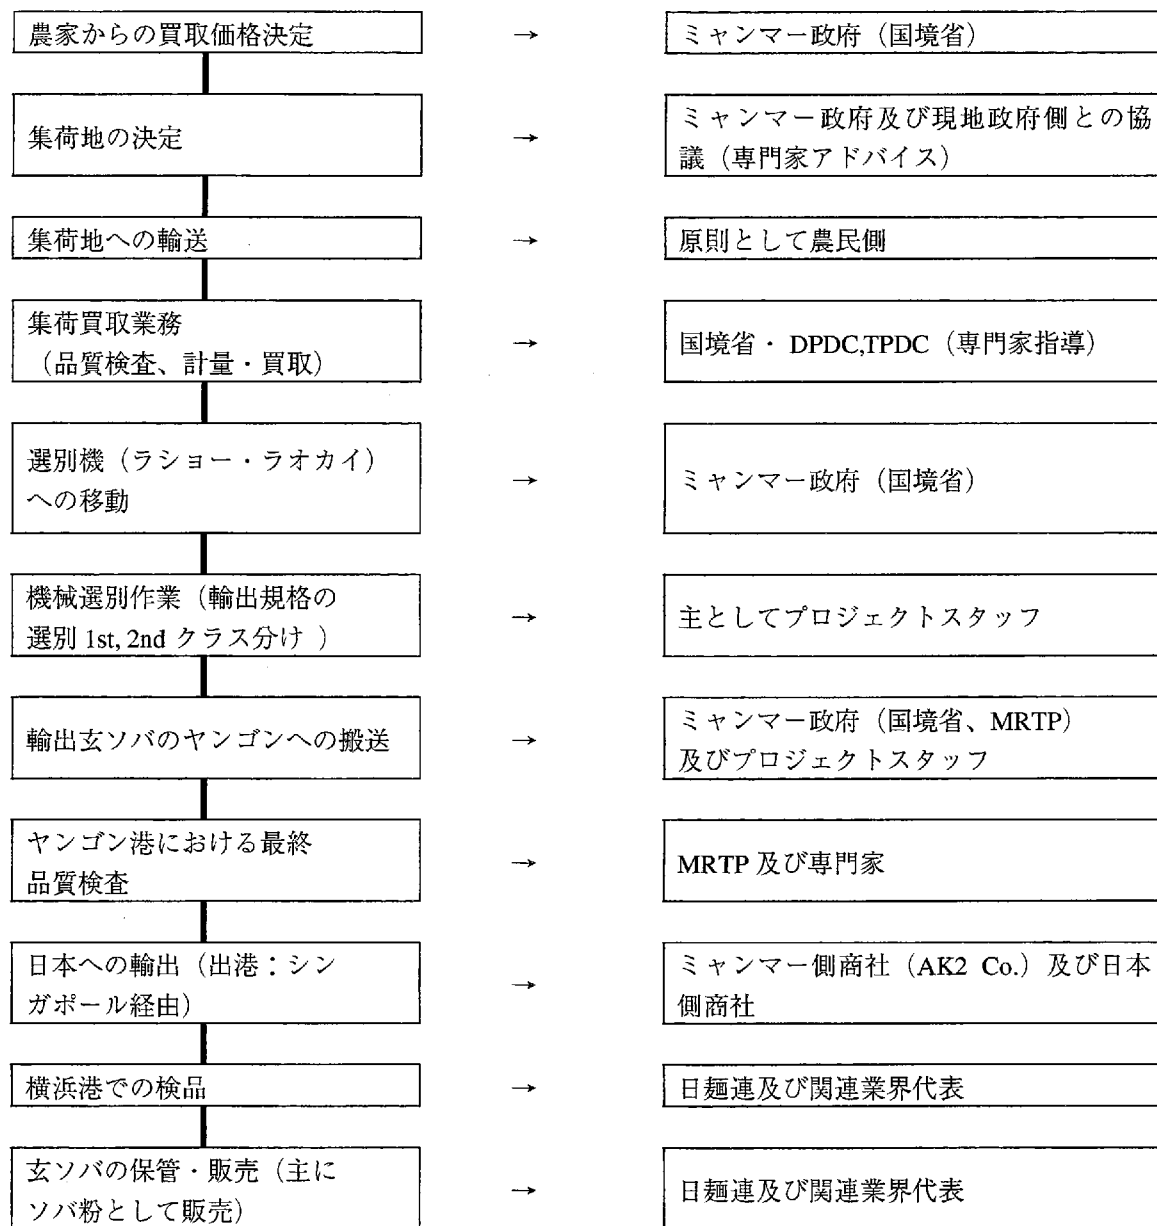 農家からの買取価格決定 → ミャンマー政府(国境省)
集荷地の決定 → ミャンマー政府及び現地政府側との協
議(専門家アドバイス)
集荷地への輸送 → 原則として農民側
集荷買取業務
(品質検査、計量・買取) → 国境省・ DPDC,TPDC(専門家指導)
選別機(ラショー・ラオカイ)
への移動 → ミャンマー政府(国境省)
機械選別作業(輸出規格の
選別 1st, 2nd クラス分け ) → 主としてプロジェクトスタッフ
輸出玄ソバのヤンゴンへの搬送 → ミャンマー政府(国境省、MRTP)
及びプロジェクトスタッフ
ヤンゴン港における最終
品質検査 → MRTP 及び専門家
日本への輸出(出港:シン
ガポール経由) → ミャンマー側商社(AK2 Co.)及び日本
側商社
横浜港での検品 → 日麺連及び関連業界代表
玄ソバの保管・販売(主に
ソバ粉として販売) → 日麺連及び関連業界代表